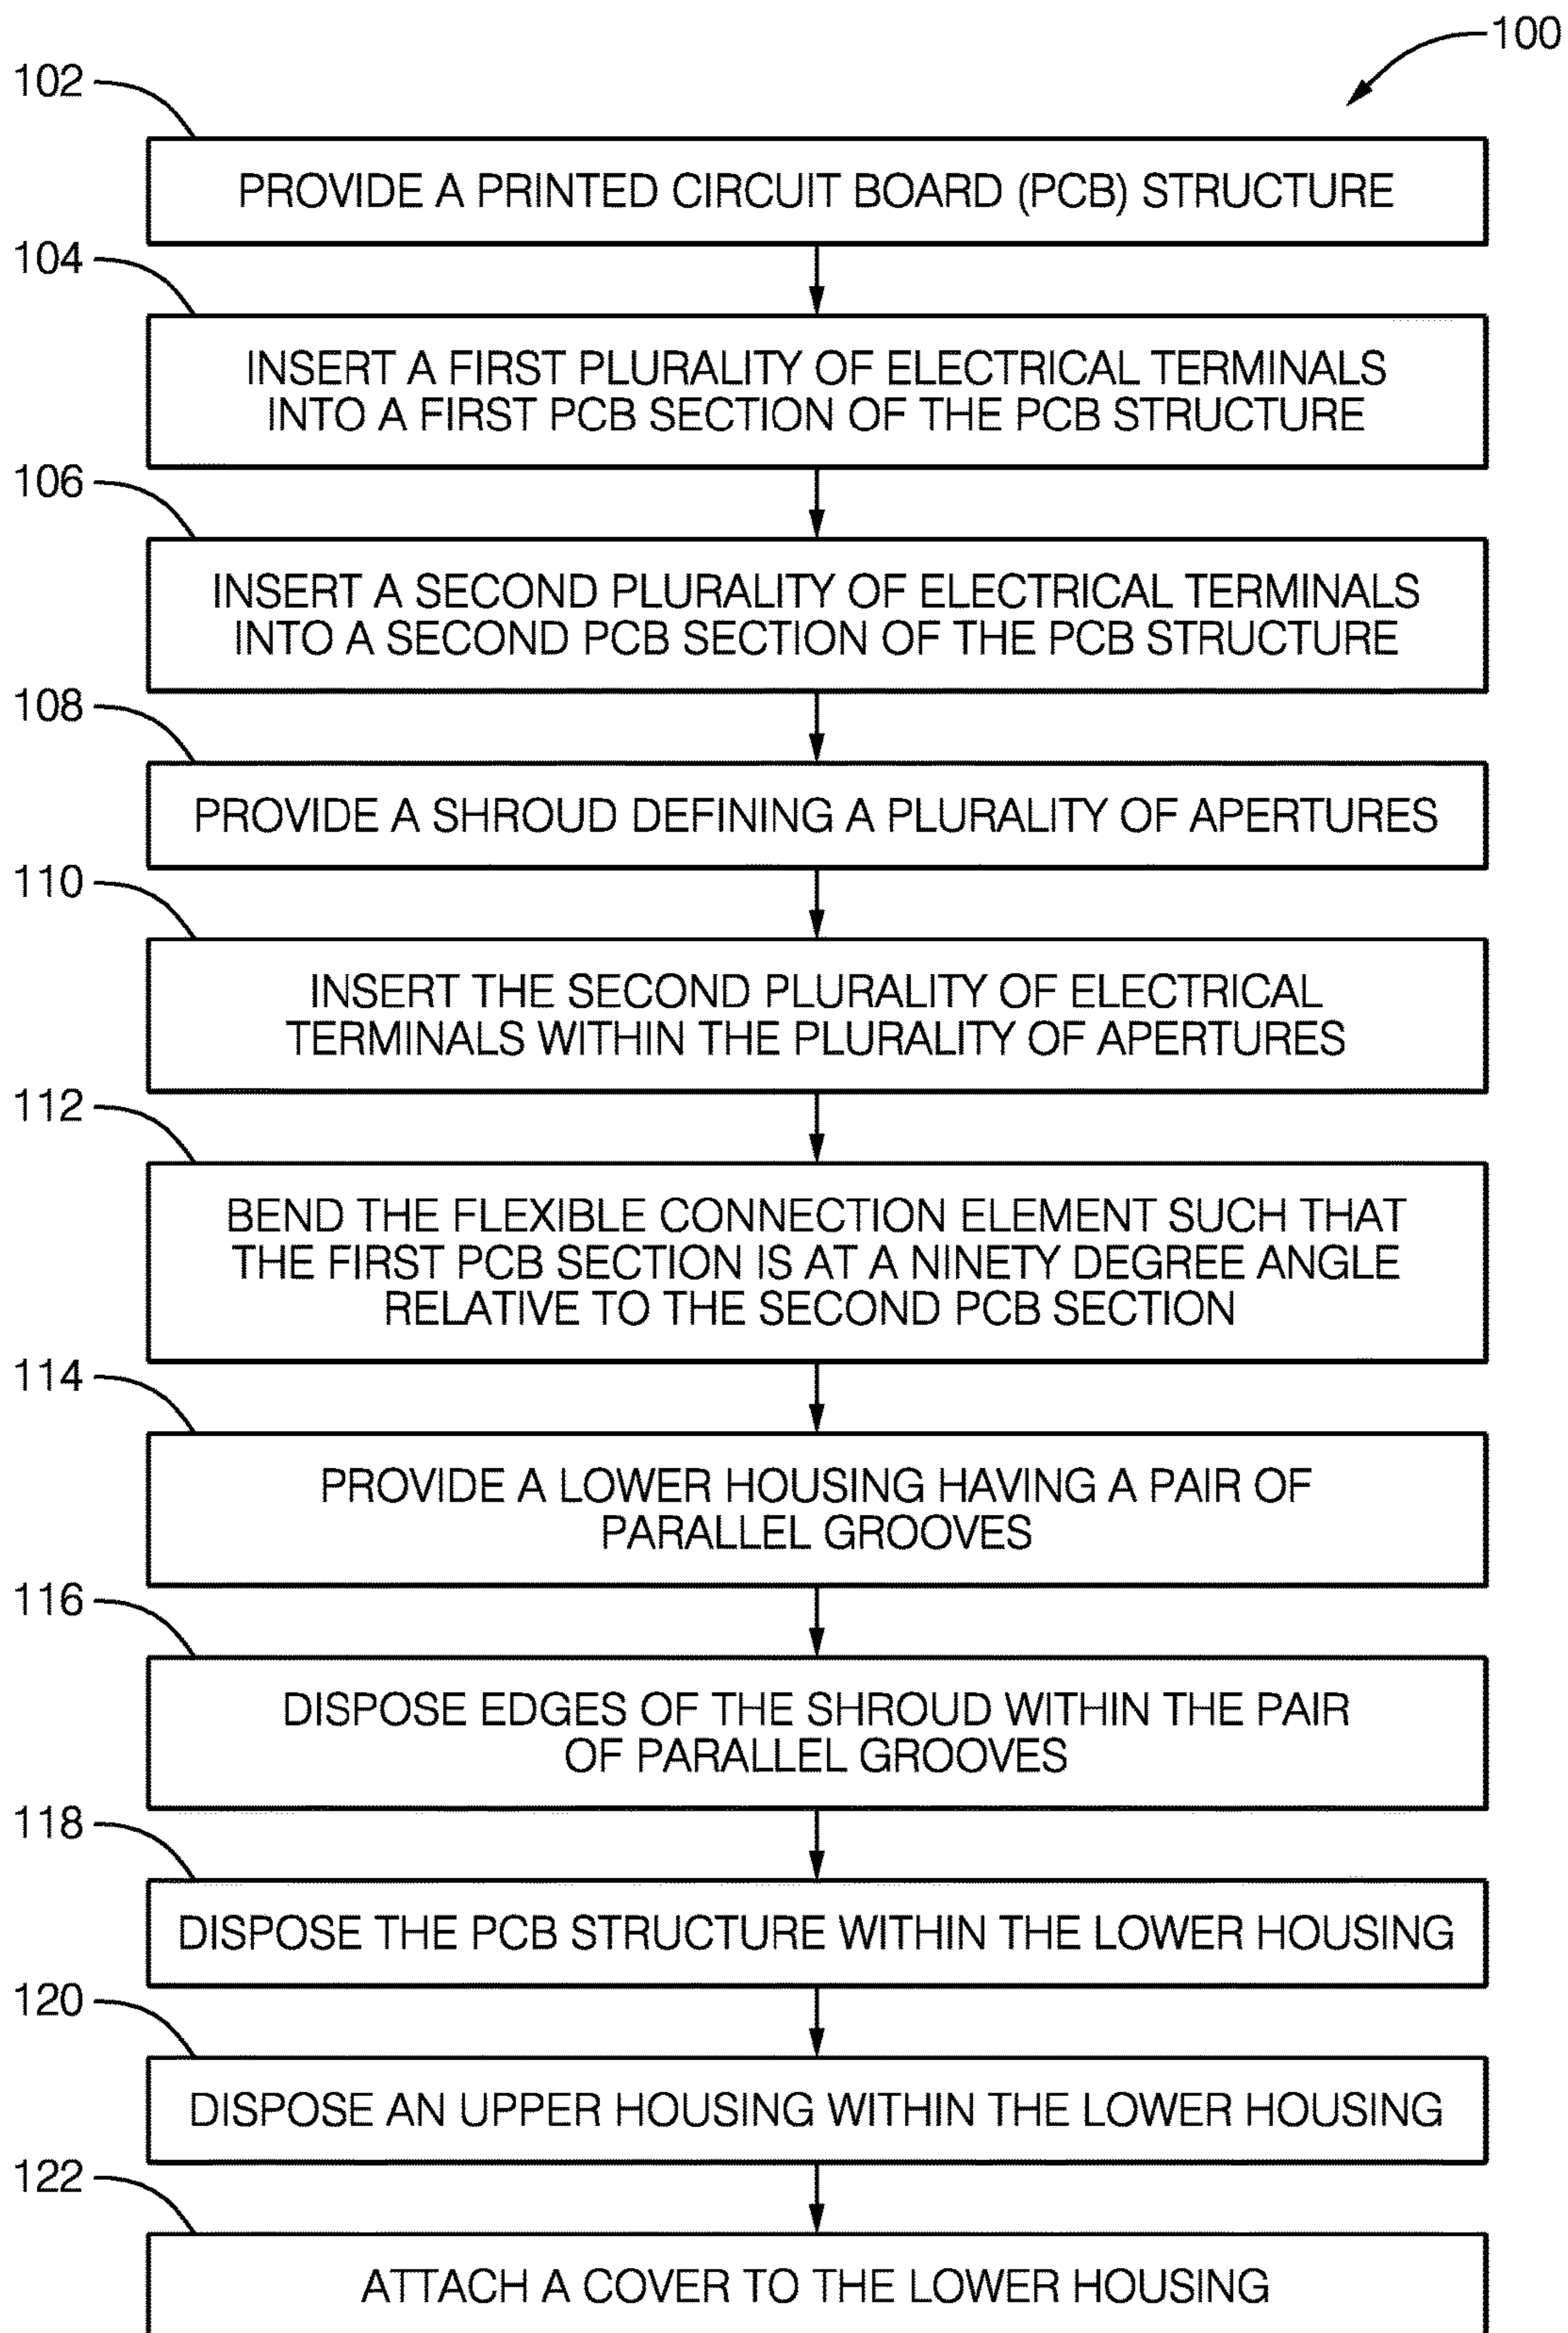 100
102
PROVIDE A PRINTED CIRCUIT BOARD (PCB) STRUCTURE
104
INSERT A FIRST PLURALITY OF ELECTRICAL TERMINALS
INTO A FIRST PCB SECTION OF THE PCB STRUCTURE
106
INSERT A SECOND PLURALITY OF ELECTRICAL TERMINALS
INTO A SECOND PCB SECTION OF THE PCB STRUCTURE
108
PROVIDE A SHROUD DEFINING A PLURALITY OF APERTURES
110
INSERT THE SECOND PLURALITY OF ELECTRICAL
TERMINALS WITHIN THE PLURALITY OF APERTURES
112
BEND THE FLEXIBLE CONNECTION ELEMENT SUCH THAT
THE FIRST PCB SECTION IS AT A NINETY DEGREE ANGLE
RELATIVE TO THE SECOND PCB SECTION
114
PROVIDE A LOWER HOUSING HAVING A PAIR OF
PARALLEL GROOVES
116
DISPOSE EDGES OF THE SHROUD WITHIN THE PAIR
OF PARALLEL GROOVES
118
DISPOSE THE PCB STRUCTURE WITHIN THE LOWER HOUSING
120
DISPOSE AN UPPER HOUSING WITHIN THE LOWER HOUSING
122
ATTACH A COVER TO THE LOWER HOUSING